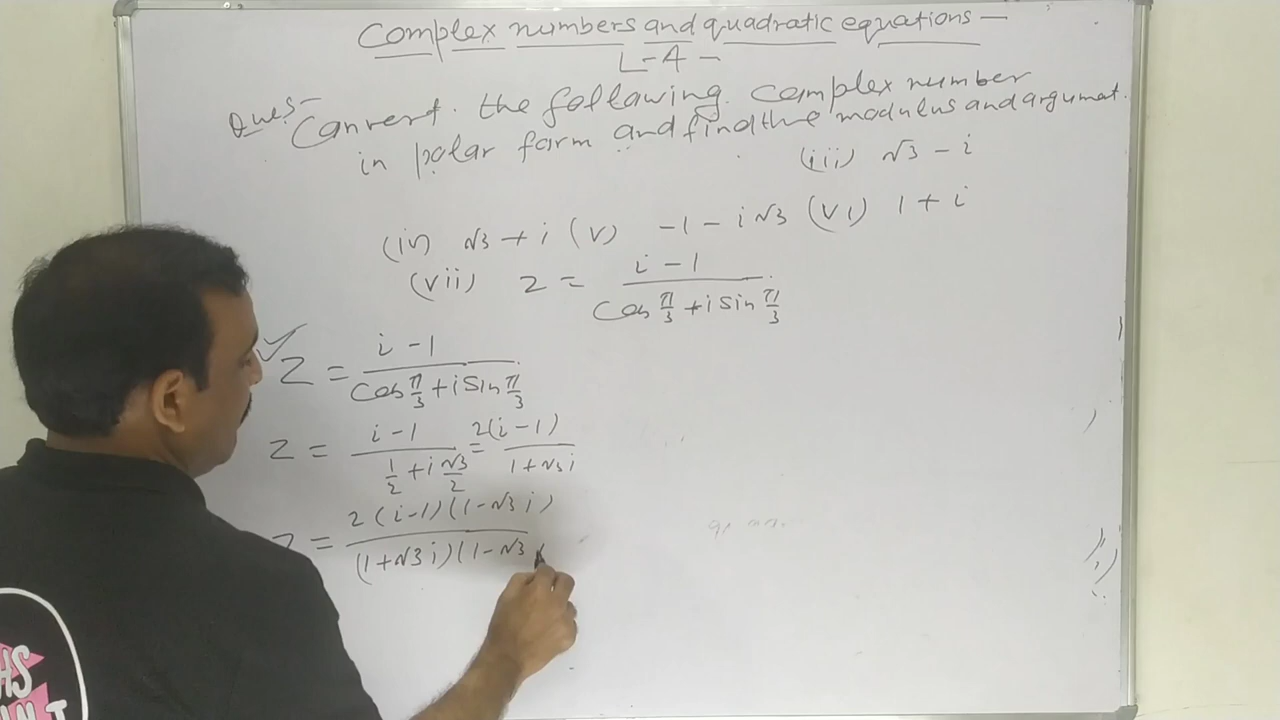 Complex numbers and quadratic equations —
L-4 -
Ques- Convert. the following. Complex number
in polar form and find the modulus and argumat.
(iii) √3 - i
(iv) √3 + i (v) -1 - i√3 (vi) 1 + i
(vii) z = i - 1 / Cos π/3 + i Sin π/3
✓ z = i - 1 / Cos π/3 + i Sin π/3
z = i - 1 / 1/2 + i √3/2 = 2(i - 1) / 1 + √3i
z = 2(i-1)(1-√3 i) / (1+√3 i)(1-√3